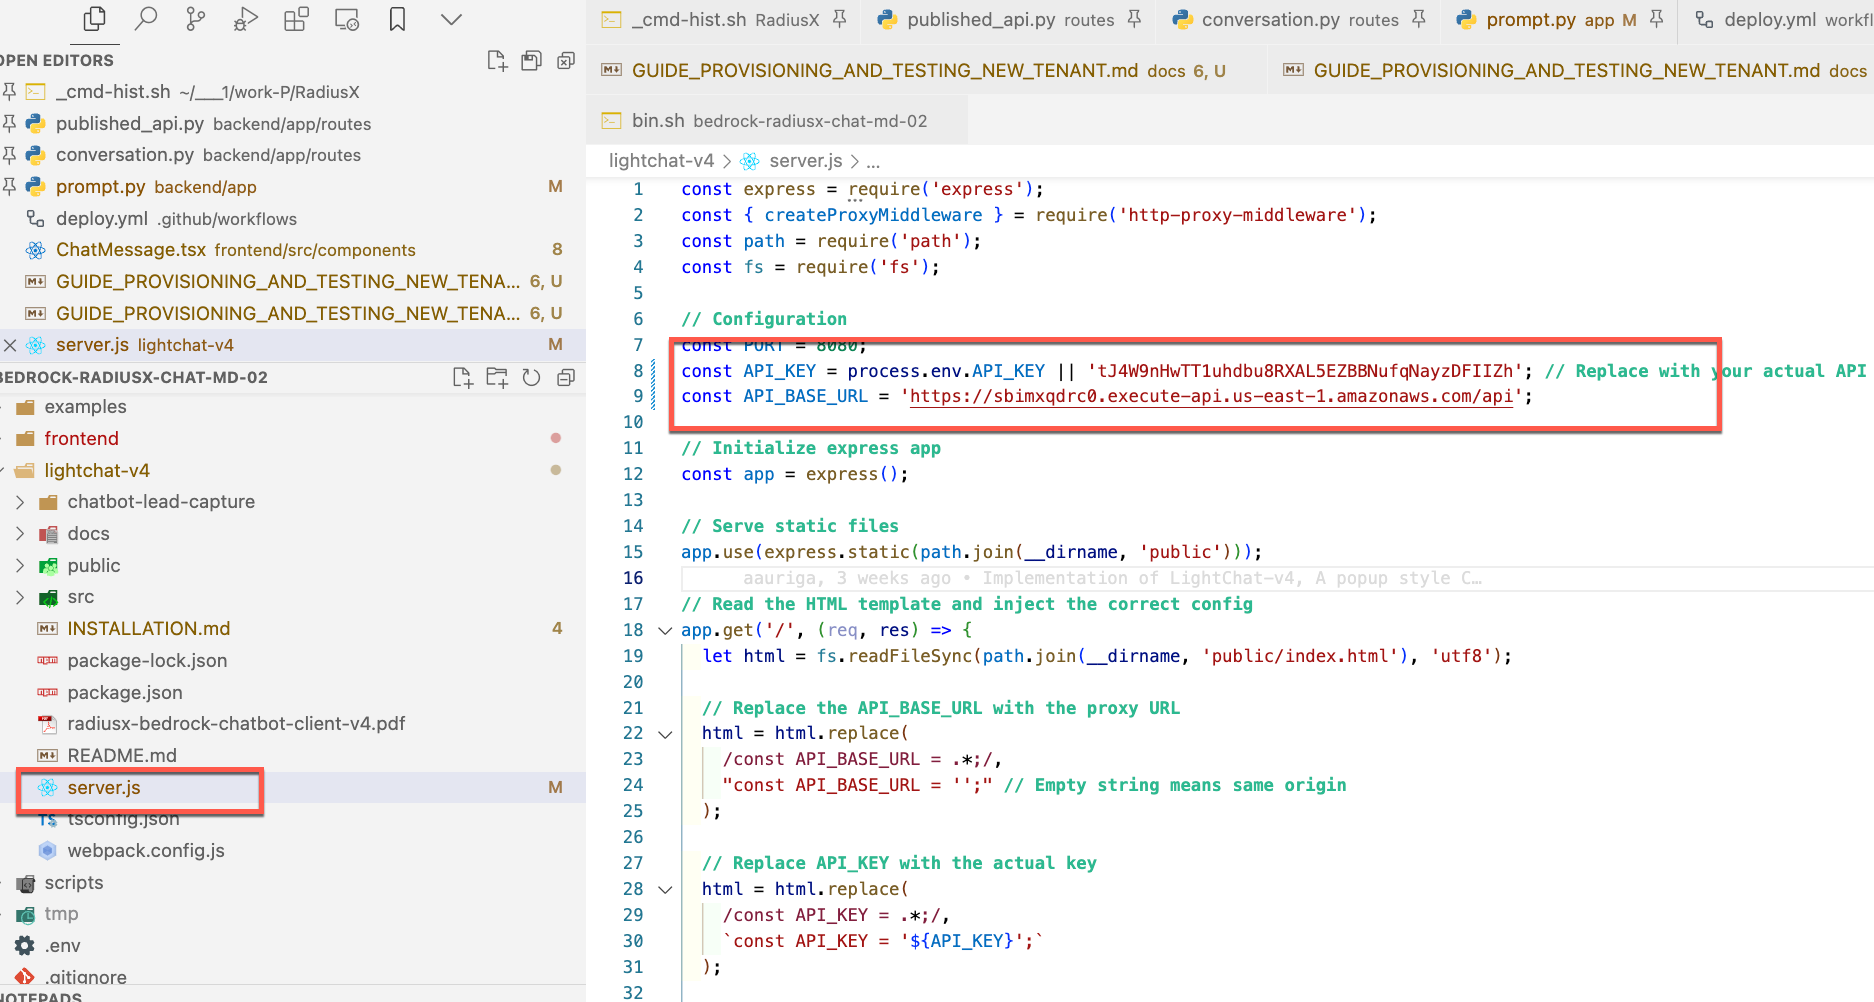 _cmd-hist.sh RadiusX
published_api.py routes
conversation.py routes
prompt.py app M
deploy.yml workfl
GUIDE_PROVISIONING_AND_TESTING_NEW_TENANT.md docs 6, U
GUIDE_PROVISIONING_AND_TESTING_NEW_TENANT.md docs
bin.sh bedrock-radiusx-chat-md-02
OPEN EDITORS
_cmd-hist.sh ~/___1/work-P/RadiusX
published_api.py backend/app/routes
conversation.py backend/app/routes
prompt.py backend/app M
deploy.yml .github/workflows
ChatMessage.tsx frontend/src/components 8
GUIDE_PROVISIONING_AND_TESTING_NEW_TENA... 6, U
GUIDE_PROVISIONING_AND_TESTING_NEW_TENA... 6, U
server.js lightchat-v4 M
BEDROCK-RADIUSX-CHAT-MD-02
examples
frontend
lightchat-v4
chatbot-lead-capture
docs
public
src
INSTALLATION.md 4
package-lock.json
package.json
radiusx-bedrock-chatbot-client-v4.pdf
README.md
server.js M
tsconfig.json
webpack.config.js
scripts
tmp
.env
.gitignore
NOTEPADS
lightchat-v4 > server.js > ...
1 const express = require('express');
2 const { createProxyMiddleware } = require('http-proxy-middleware');
3 const path = require('path');
4 const fs = require('fs');
5
6 // Configuration
7 const PORT = 8080;
8 const API_KEY = process.env.API_KEY || 'tJ4W9nHwTT1uhdbu8RXAL5EZBBNufqNayzDFIIZh'; // Replace with your actual API
9 const API_BASE_URL = 'https://sbimxqdrc0.execute-api.us-east-1.amazonaws.com/api';
10
11 // Initialize express app
12 const app = express();
13
14 // Serve static files
15 app.use(express.static(path.join(__dirname, 'public')));
16 aauriga, 3 weeks ago • Implementation of LightChat-v4, A popup style C…
17 // Read the HTML template and inject the correct config
18 app.get('/', (req, res) => {
19 let html = fs.readFileSync(path.join(__dirname, 'public/index.html'), 'utf8');
20
21 // Replace the API_BASE_URL with the proxy URL
22 html = html.replace(
23 /const API_BASE_URL = .*;/,
24 "const API_BASE_URL = '';" // Empty string means same origin
25 );
26
27 // Replace API_KEY with the actual key
28 html = html.replace(
29 /const API_KEY = .*;/,
30 `const API_KEY = '${API_KEY}';`
31 );
32